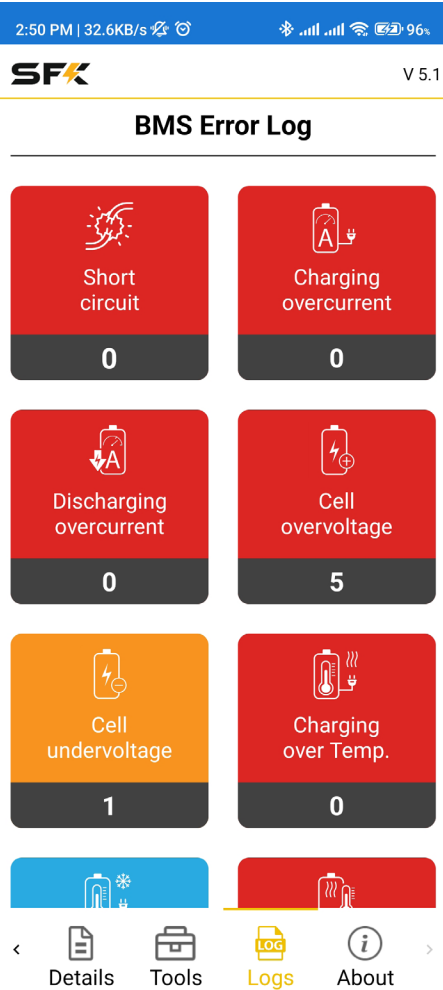 2:50 PM | 32.6KB/s 96%
SFK
V 5.1
BMS Error Log
Short
circuit
0
A
Charging
overcurrent
0
A
Discharging
overcurrent
0
Cell
overvoltage
5
Cell
undervoltage
1
Charging
over Temp.
0
Details
Tools
LOG
Logs
i
About